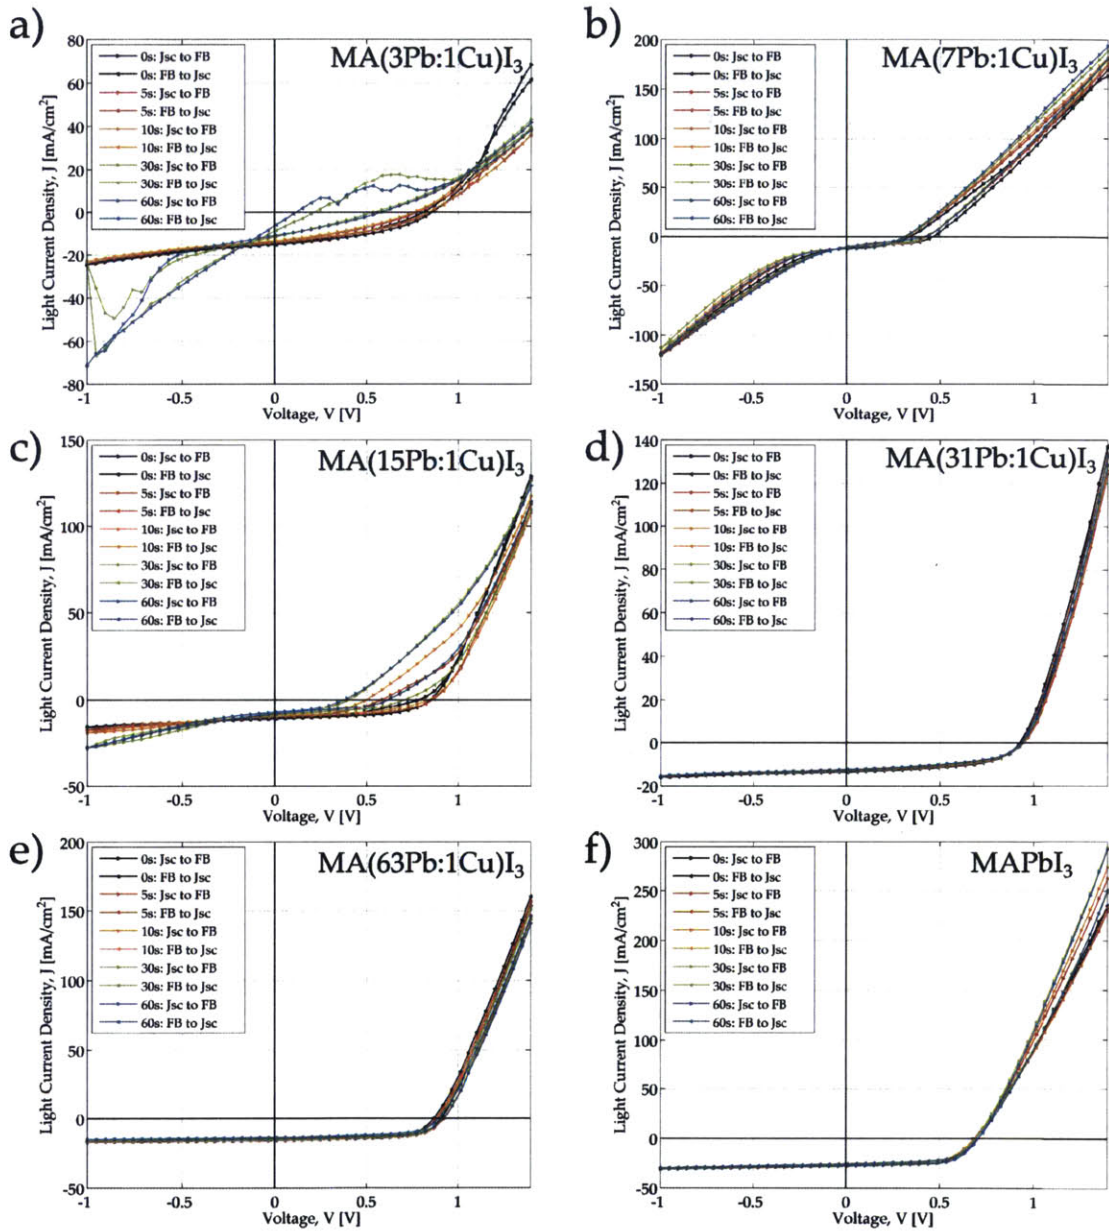 a)
MA(3Pb:1Cu)I3
0s: Jsc to FB
0s: FB to Jsc
5s: Jsc to FB
5s: FB to Jsc
10s: Jsc to FB
10s: FB to Jsc
30s: Jsc to FB
30s: FB to Jsc
60s: Jsc to FB
60s: FB to Jsc
Light Current Density, J [mA/cm2]
80
60
40
20
0
-20
-40
-60
-80
-1
-0.5
0
0.5
1
Voltage, V [V]
b)
MA(7Pb:1Cu)I3
0s: Jsc to FB
0s: FB to Jsc
5s: Jsc to FB
5s: FB to Jsc
10s: Jsc to FB
10s: FB to Jsc
30s: Jsc to FB
30s: FB to Jsc
60s: Jsc to FB
60s: FB to Jsc
Light Current Density, J [mA/cm2]
200
150
100
50
0
-50
-100
-150
-1
-0.5
0
0.5
1
Voltage, V [V]
c)
MA(15Pb:1Cu)I3
0s: Jsc to FB
0s: FB to Jsc
5s: Jsc to FB
5s: FB to Jsc
10s: Jsc to FB
10s: FB to Jsc
30s: Jsc to FB
30s: FB to Jsc
60s: Jsc to FB
60s: FB to Jsc
Light Current Density, J [mA/cm2]
150
100
50
0
-50
-1
-0.5
0
0.5
1
Voltage, V [V]
d)
MA(31Pb:1Cu)I3
0s: Jsc to FB
0s: FB to Jsc
5s: Jsc to FB
5s: FB to Jsc
10s: Jsc to FB
10s: FB to Jsc
30s: Jsc to FB
30s: FB to Jsc
60s: Jsc to FB
60s: FB to Jsc
Light Current Density, J [mA/cm2]
140
120
100
80
60
40
20
0
-20
-1
-0.5
0
0.5
1
Voltage, V [V]
e)
MA(63Pb:1Cu)I3
0s: Jsc to FB
0s: FB to Jsc
5s: Jsc to FB
5s: FB to Jsc
10s: Jsc to FB
10s: FB to Jsc
30s: Jsc to FB
30s: FB to Jsc
60s: Jsc to FB
60s: FB to Jsc
Light Current Density, J [mA/cm2]
200
150
100
50
0
-50
-1
-0.5
0
0.5
1
Voltage, V [V]
f)
MAPbI3
0s: Jsc to FB
0s: FB to Jsc
5s: Jsc to FB
5s: FB to Jsc
10s: Jsc to FB
10s: FB to Jsc
30s: Jsc to FB
30s: FB to Jsc
60s: Jsc to FB
60s: FB to Jsc
Light Current Density, J [mA/cm2]
300
250
200
150
100
50
0
-50
-1
-0.5
0
0.5
1
Voltage, V [V]